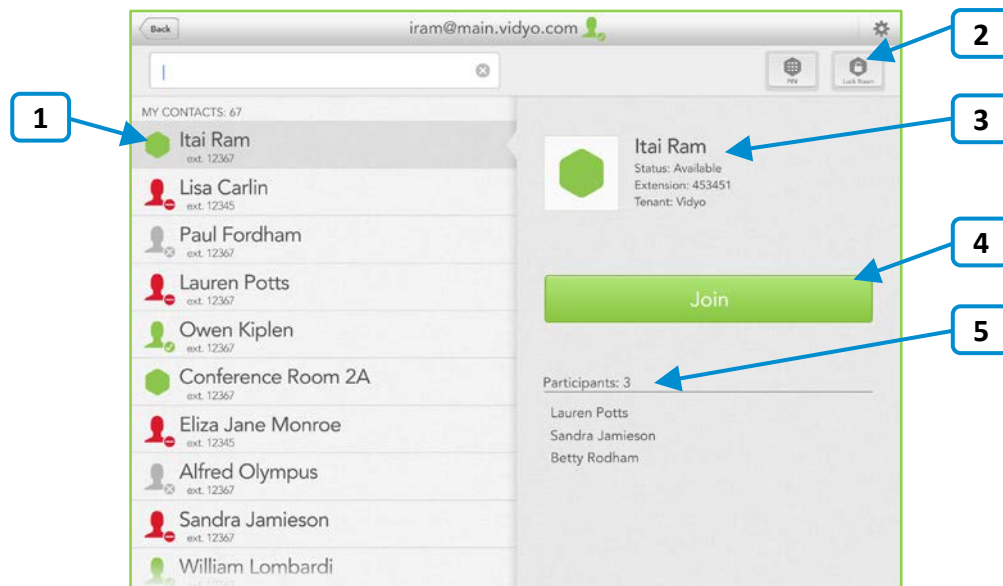 Back
iram@main.vidyo.com
2
PIN
Lock Room
MY CONTACTS: 67
1
Itai Ram
ext. 12367
3
Itai Ram
Status: Available
Extension: 453451
Tenant: Vidyo
Lisa Carlin
ext. 12345
Paul Fordham
ext. 12367
4
Lauren Potts
ext. 12367
Join
Owen Kiplen
ext. 12367
5
Conference Room 2A
ext. 12367
Participants: 3
Lauren Potts
Sandra Jamieson
Betty Rodham
Eliza Jane Monroe
ext. 12345
Alfred Olympus
ext. 12367
Sandra Jamieson
ext. 12367
William Lombardi